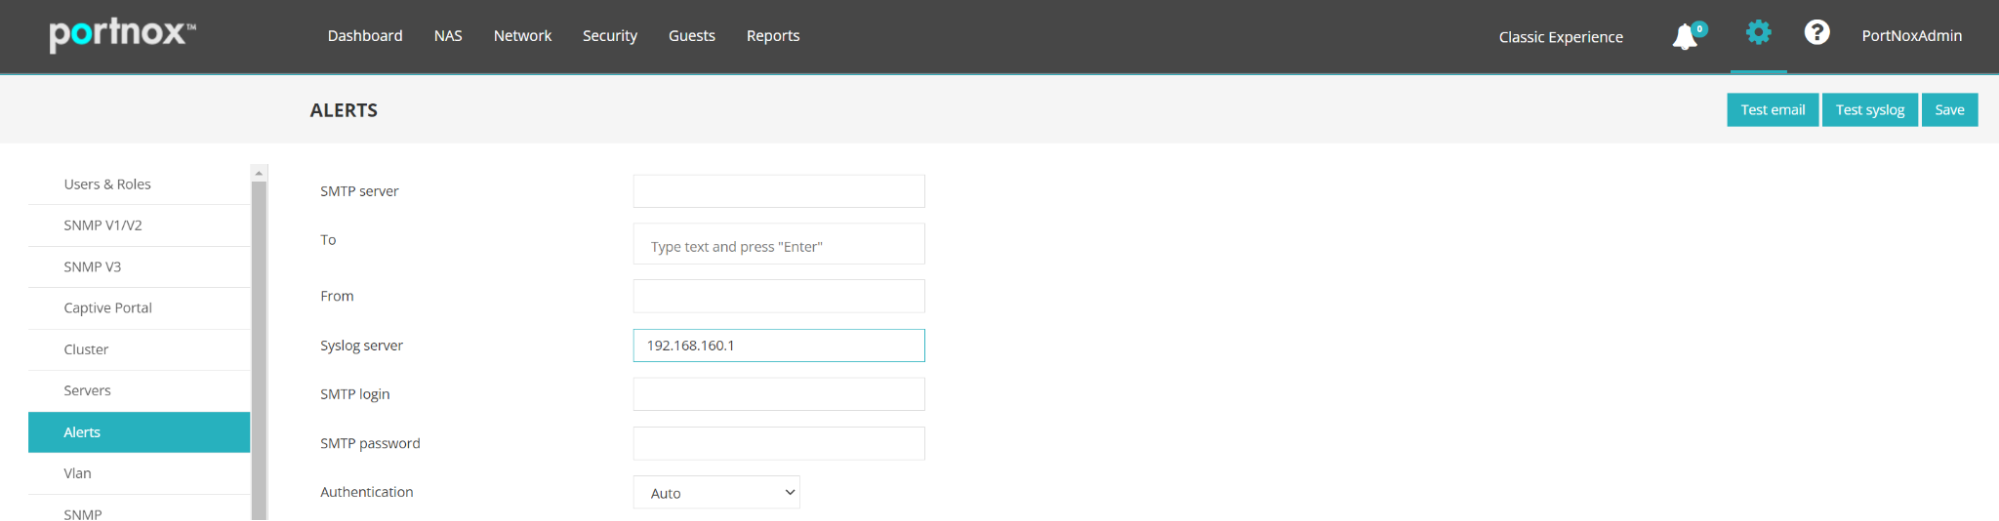 portnox™
Dashboard NAS Network Security Guests Reports
Classic Experience 0 ? PortNoxAdmin
ALERTS
Test email Test syslog Save
Users & Roles
SNMP V1/V2
SNMP V3
Captive Portal
Cluster
Servers
Alerts
Vlan
SNMP
SMTP server
To Type text and press "Enter"
From
Syslog server 192.168.160.1
SMTP login
SMTP password
Authentication Auto